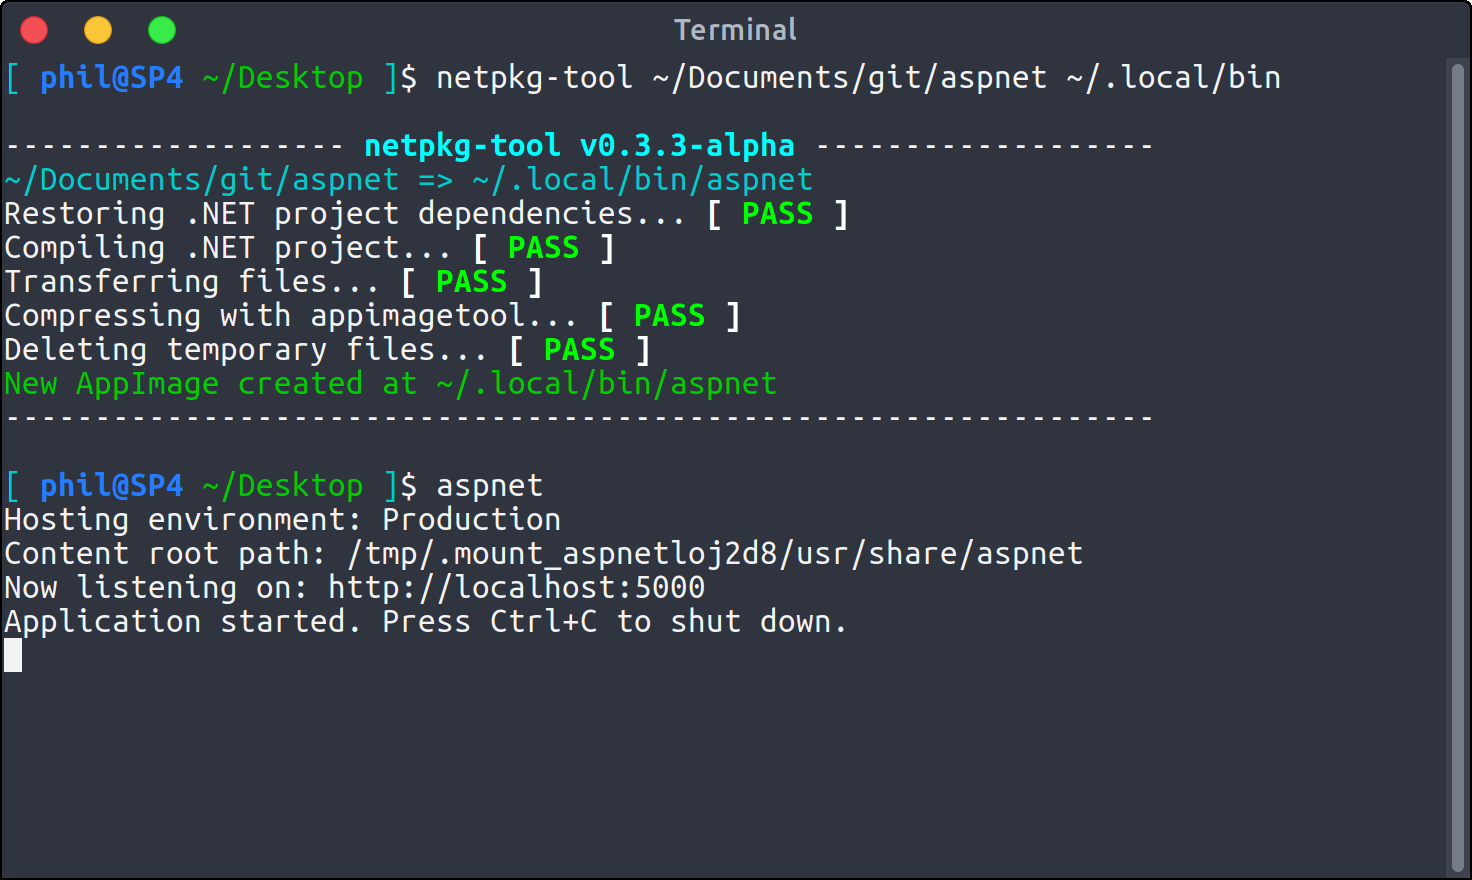 Terminal
[ phil@SP4 ~/Desktop ]$ netpkg-tool ~/Documents/git/aspnet ~/.local/bin
------------------- netpkg-tool v0.3.3-alpha -------------------
~/Documents/git/aspnet => ~/.local/bin/aspnet
Restoring .NET project dependencies... [ PASS ]
Compiling .NET project... [ PASS ]
Transferring files... [ PASS ]
Compressing with appimagetool... [ PASS ]
Deleting temporary files... [ PASS ]
New AppImage created at ~/.local/bin/aspnet
----------------------------------------------------------------
[ phil@SP4 ~/Desktop ]$ aspnet
Hosting environment: Production
Content root path: /tmp/.mount_aspnetloj2d8/usr/share/aspnet
Now listening on: http://localhost:5000
Application started. Press Ctrl+C to shut down.